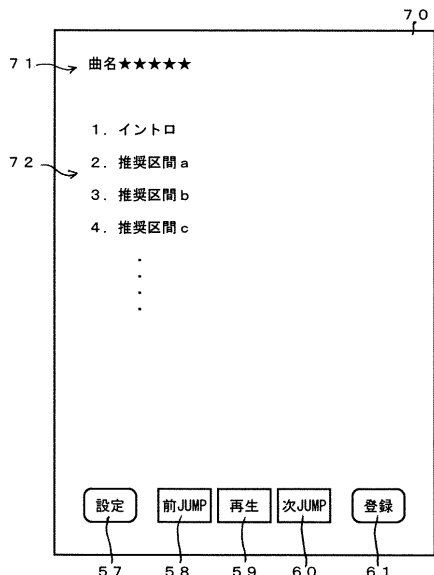 ７０
７１
曲名★★★★★
１．イントロ
７２
２．推奨区間ａ
３．推奨区間ｂ
４．推奨区間ｃ
設定 前JUMP 再生 次JUMP 登録
５７ ５８ ５９ ６０ ６１